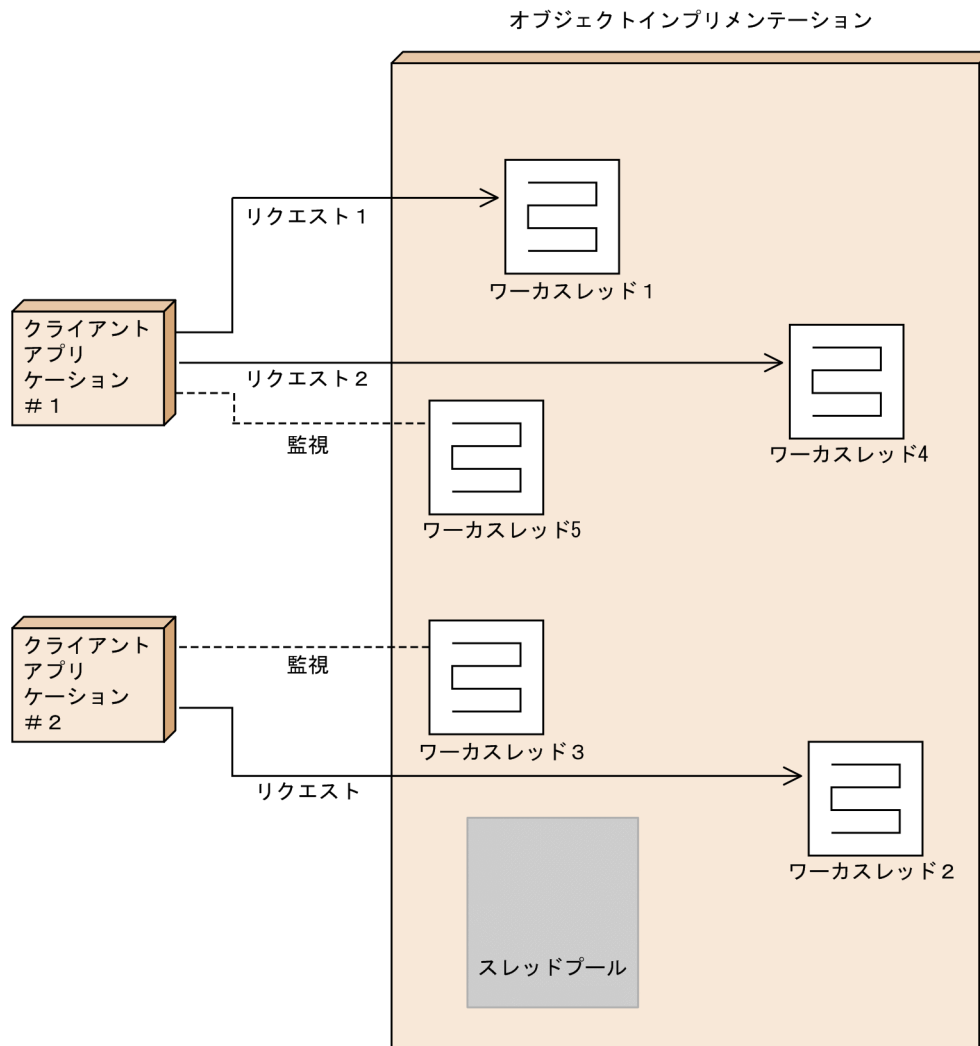 オブジェクトインプリメンテーション
リクエスト１
ワーカスレッド１
クライアント
アプリ
ケーション
＃１
リクエスト２
監視
ワーカスレッド4
ワーカスレッド5
クライアント
アプリ
ケーション
＃２
監視
ワーカスレッド３
リクエスト
ワーカスレッド２
スレッドプール